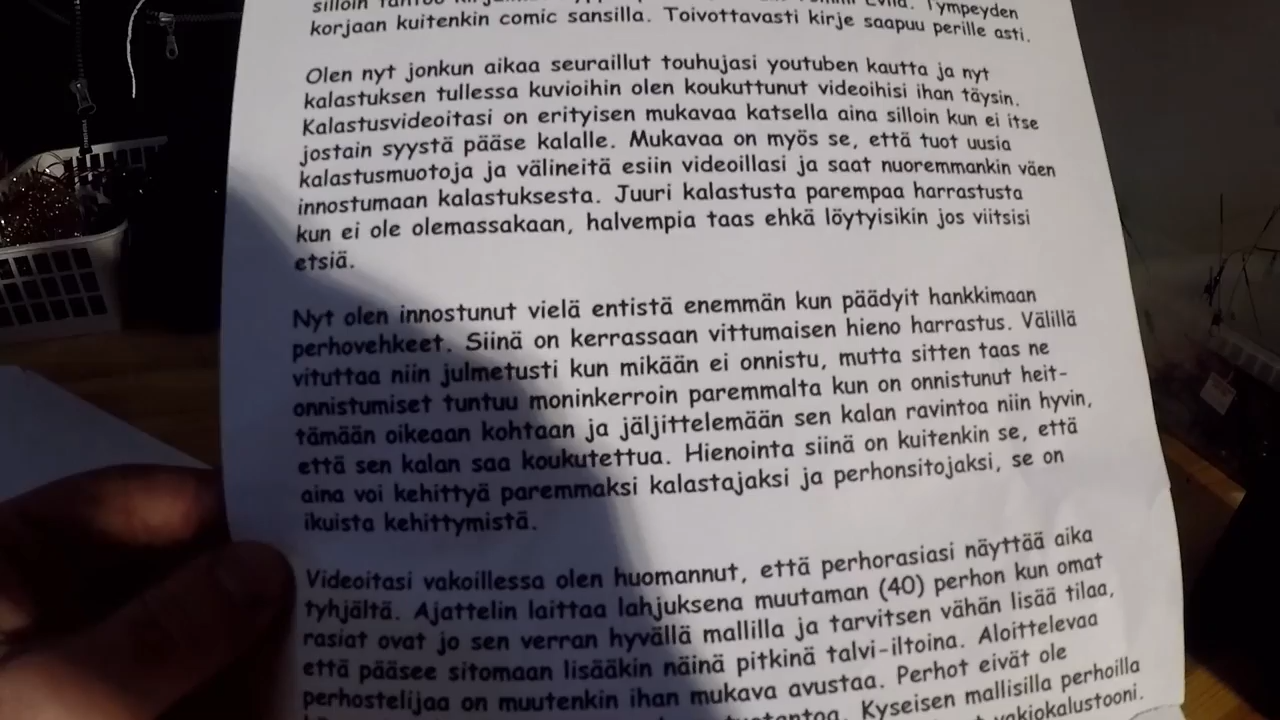 silloin
Tympeyden
korjaan kuitenkin comic sansilla. Toivottavasti kirje saapuu perille asti.
Olen nyt jonkun aikaa seuraillut touhujasi youtuben kautta ja nyt
kalastuksen tullessa kuvioihin olen koukuttunut videoihisi ihan täysin.
Kalastusvideoitasi on erityisen mukavaa katsella aina silloin kun ei itse
jostain syystä pääse kalalle. Mukavaa on myös se, että tuot uusia
kalastusmuotoja ja välineitä esiin videoillasi ja saat nuoremmankin väen
innostumaan kalastuksesta. Juuri kalastusta parempaa harrastusta
kun ei ole olemassakaan, halvempia taas ehkä löytyisikin jos viitsisi
etsiä.
Nyt olen innostunut vielä entistä enemmän kun päädyit hankkimaan
perhovehkeet. Siinä on kerrassaan vittumaisen hieno harrastus. Välillä
vituttaa niin julmetusti kun mikään ei onnistu, mutta sitten taas ne
onnistumiset tuntuu moninkerroin paremmalta kun on onnistunut heit-
tämään oikeaan kohtaan ja jäljittelemään sen kalan ravintoa niin hyvin,
että sen kalan saa koukutettua. Hienointa siinä on kuitenkin se, että
aina voi kehittyä paremmaksi kalastajaksi ja perhonsitojaksi, se on
ikuista kehittymistä.
Videoitasi vakoillessa olen huomannut, että perhorasiasi näyttää aika
tyhjältä. Ajattelin laittaa lahjuksena muutaman (40) perhon kun omat
rasiat ovat jo sen verran hyvällä mallilla ja tarvitsen vähän lisää tilaa,
että pääsee sitomaan lisääkin näinä pitkinä talvi-iltoina. Aloittelevaa
perhostelijaa on muutenkin ihan mukava avustaa. Perhot eivät ole
Kyseisen mallisilla perhoilla
vakiokalustooni.